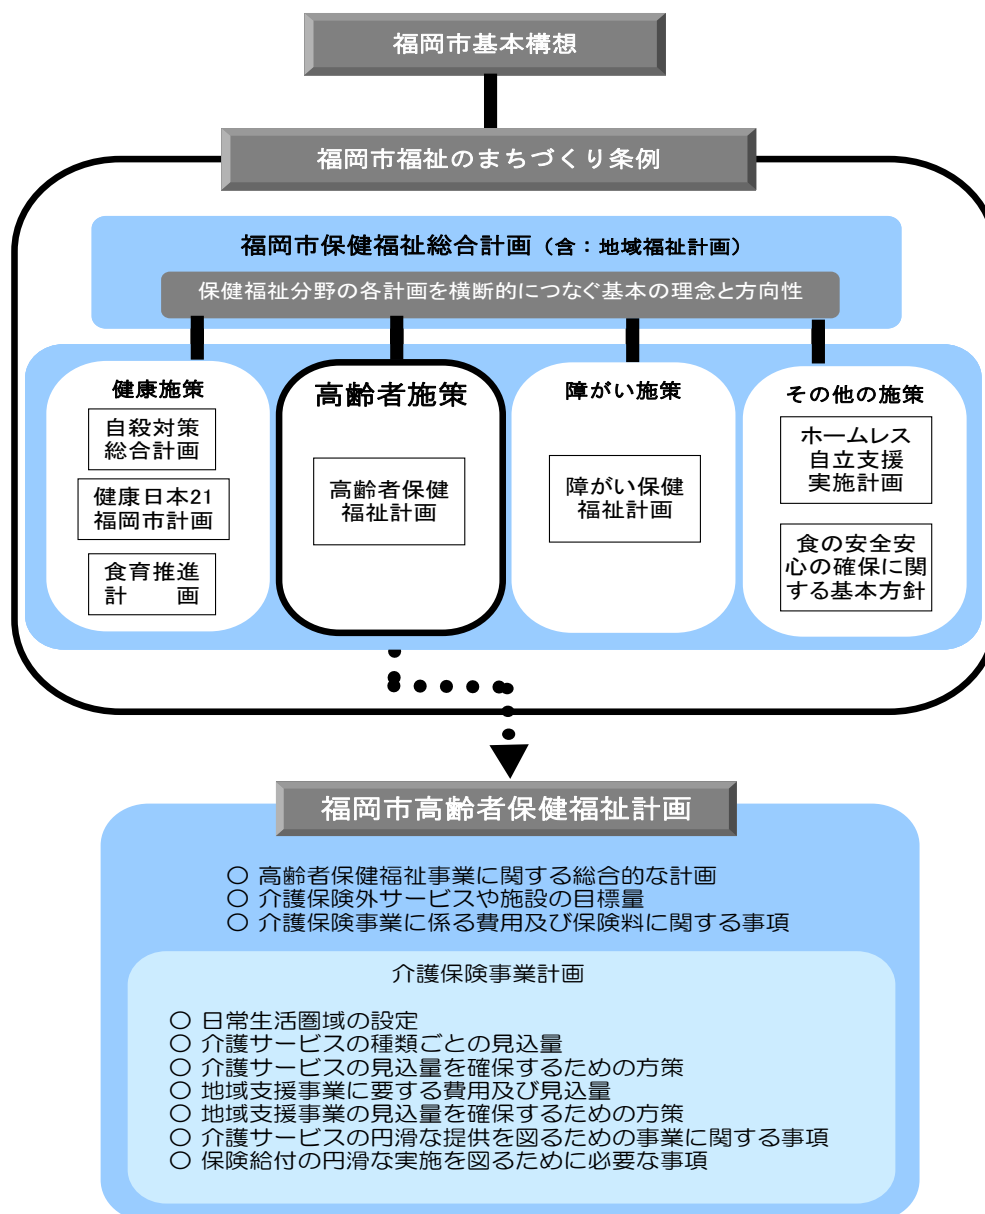 福岡市基本構想
福岡市福祉のまちづくり条例
福岡市保健福祉総合計画（含：地域福祉計画）
保健福祉分野の各計画を横断的につなぐ基本の理念と方向性
健康施策
自殺対策
総合計画
健康日本21
福岡市計画
食育推進
計　　画
高齢者施策
高齢者保健
福祉計画
障がい施策
障がい保健
福祉計画
その他の施策
ホームレス
自立支援
実施計画
食の安全安
心の確保に関
する基本方針
福岡市高齢者保健福祉計画
○ 高齢者保健福祉事業に関する総合的な計画
○ 介護保険外サービスや施設の目標量
○ 介護保険事業に係る費用及び保険料に関する事項
介護保険事業計画
○ 日常生活圏域の設定
○ 介護サービスの種類ごとの見込量
○ 介護サービスの見込量を確保するための方策
○ 地域支援事業に要する費用及び見込量
○ 地域支援事業の見込量を確保するための方策
○ 介護サービスの円滑な提供を図るための事業に関する事項
○ 保険給付の円滑な実施を図るために必要な事項